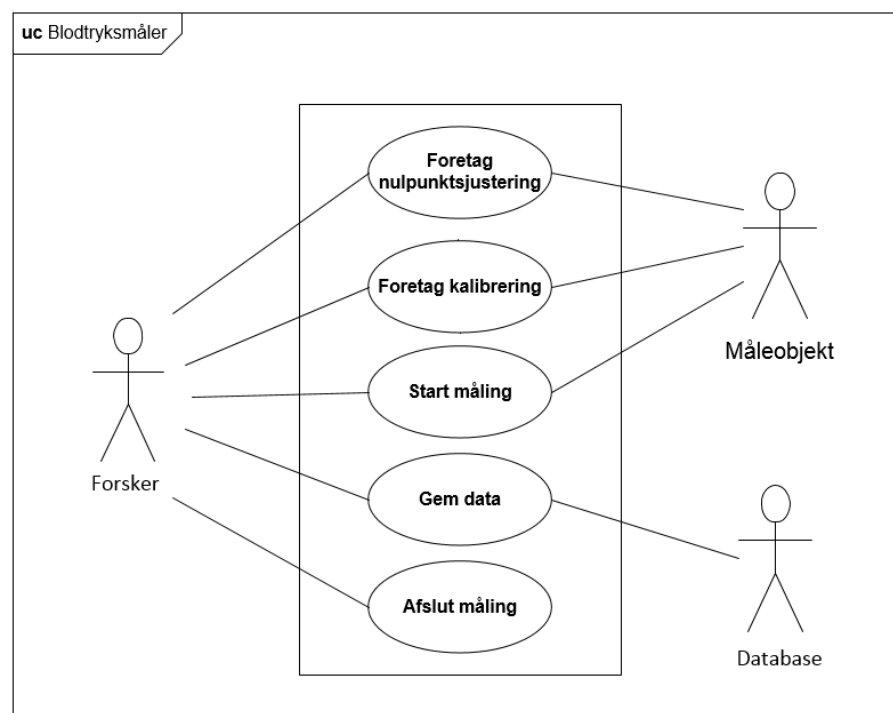 uc Blodtryksmåler
Foretag
nulpunktsjustering
Foretag kalibrering
Måleobjekt
Start måling
Forsker
Gem data
Afslut måling
Database